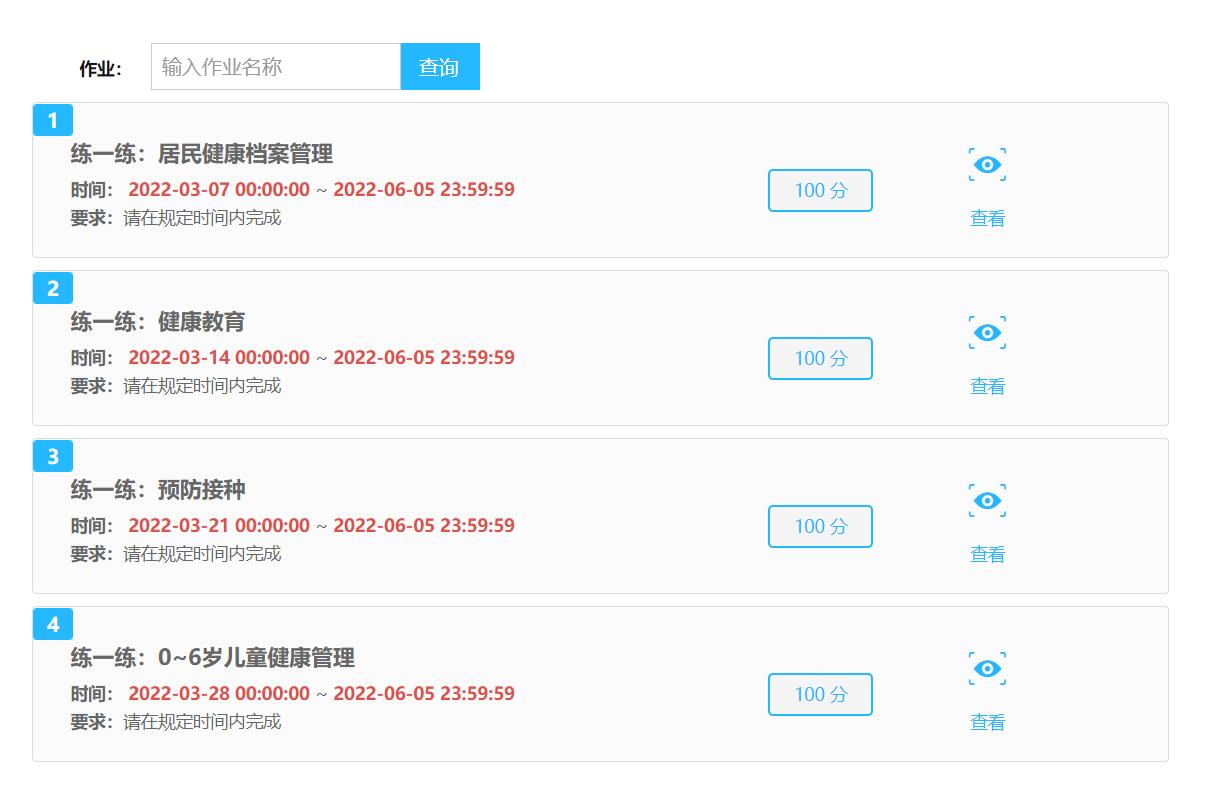 作业: 输入作业名称 查询
1
练一练：居民健康档案管理
时间： 2022-03-07 00:00:00 ~ 2022-06-05 23:59:59
100 分
要求：请在规定时间内完成
查看
2
练一练：健康教育
时间： 2022-03-14 00:00:00 ~ 2022-06-05 23:59:59
100 分
要求：请在规定时间内完成
查看
3
练一练：预防接种
时间： 2022-03-21 00:00:00 ~ 2022-06-05 23:59:59
100 分
要求：请在规定时间内完成
查看
4
练一练：0~6岁儿童健康管理
时间： 2022-03-28 00:00:00 ~ 2022-06-05 23:59:59
100 分
要求：请在规定时间内完成
查看